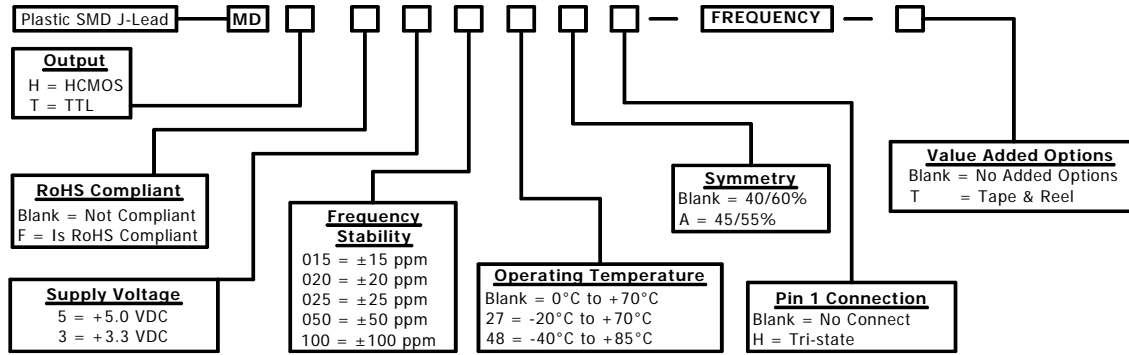 Plastic SMD J-Lead MD — FREQUENCY —
Output
H = HCMOS
T = TTL
RoHS Compliant
Blank = Not Compliant
F = Is RoHS Compliant
Supply Voltage
5 = +5.0 VDC
3 = +3.3 VDC
Frequency
Stability
015 = ±15 ppm
020 = ±20 ppm
025 = ±25 ppm
050 = ±50 ppm
100 = ±100 ppm
Operating Temperature
Blank = 0°C to +70°C
27 = -20°C to +70°C
48 = -40°C to +85°C
Symmetry
Blank = 40/60%
A = 45/55%
Pin 1 Connection
Blank = No Connect
H = Tri-state
Value Added Options
Blank = No Added Options
T = Tape & Reel